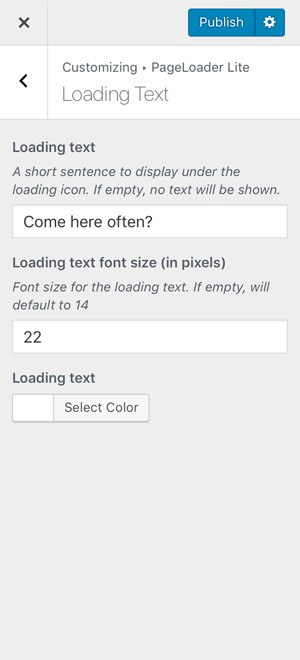 Publish
Customizing ▸ PageLoader Lite
Loading Text
Loading text
A short sentence to display under the
loading icon. If empty, no text will be shown.
Come here often?
Loading text font size (in pixels)
Font size for the loading text. If empty, will
default to 14
22
Loading text
Select Color